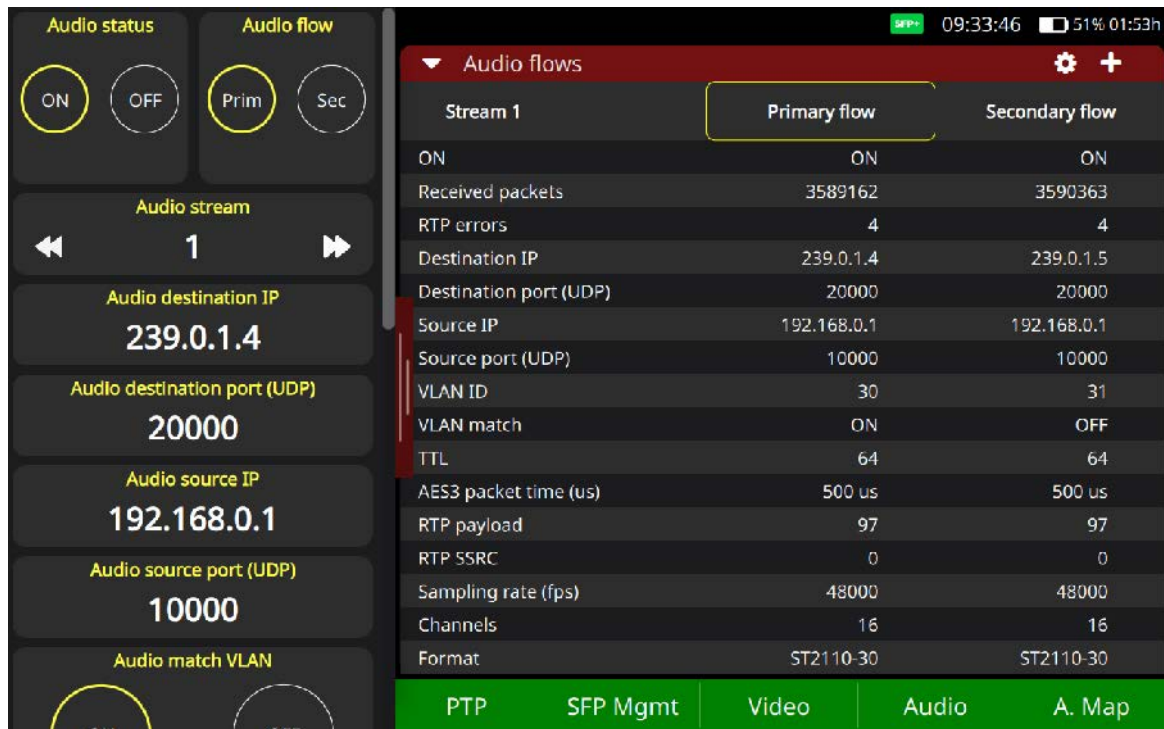 Audio status
Audio flow
ON OFF
Prim Sec
Audio stream
1
Audio destination IP
239.0.1.4
Audio destination port (UDP)
20000
Audio source IP
192.168.0.1
Audio source port (UDP)
10000
Audio match VLAN
SFP+ 09:33:46 51% 01:53h
Audio flows
Stream 1 Primary flow Secondary flow
ON ON ON
Received packets 3589162 3590363
RTP errors 4 4
Destination IP 239.0.1.4 239.0.1.5
Destination port (UDP) 20000 20000
Source IP 192.168.0.1 192.168.0.1
Source port (UDP) 10000 10000
VLAN ID 30 31
VLAN match ON OFF
TTL 64 64
AES3 packet time (us) 500 us 500 us
RTP payload 97 97
RTP SSRC 0 0
Sampling rate (fps) 48000 48000
Channels 16 16
Format ST2110-30 ST2110-30
PTP SFP Mgmt Video Audio A. Map